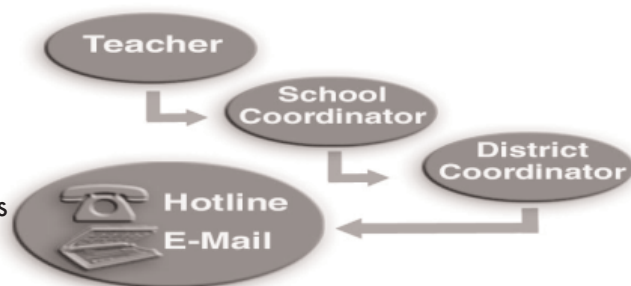 Teacher
School
Coordinator
District
Coordinator
s
Hotline
E-Mail